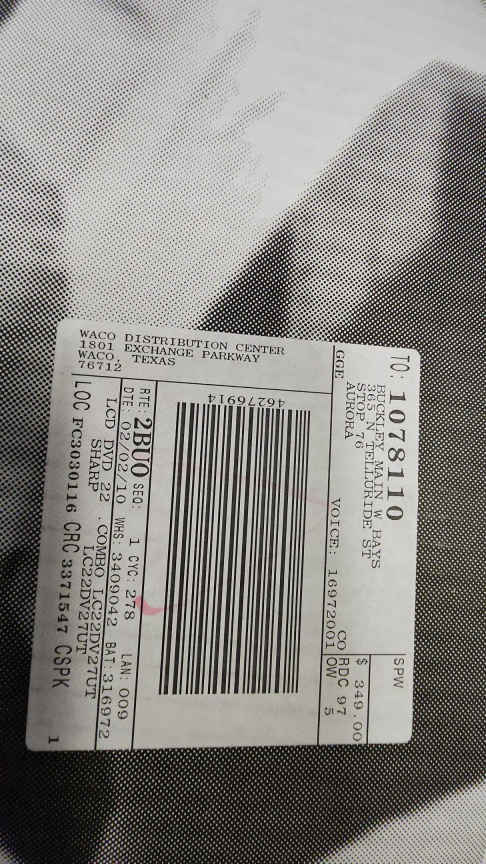 WACO DISTRIBUTION CENTER
1801 EXCHANGE PARKWAY
WACO, TEXAS
76712
TO: 1078110
BUCKLEY MAIN W BAYS
365 N TELLURIDE ST
STOP 76
AURORA CO
GGE VOICE: 16972001
SPW
$ 349.00
RDC 97
OW 5
46276914
RTE: 2BU0 SEQ: 1 CYC: 278 LAN: 009
DTE: 02/02/10 WHS: 3409042 BAT: 316972
LCD DVD 22 .COMBO LC22DV27UT
SHARP LC22DV27UT
LOC FC3030116 CRC 3371547 CSPK 1